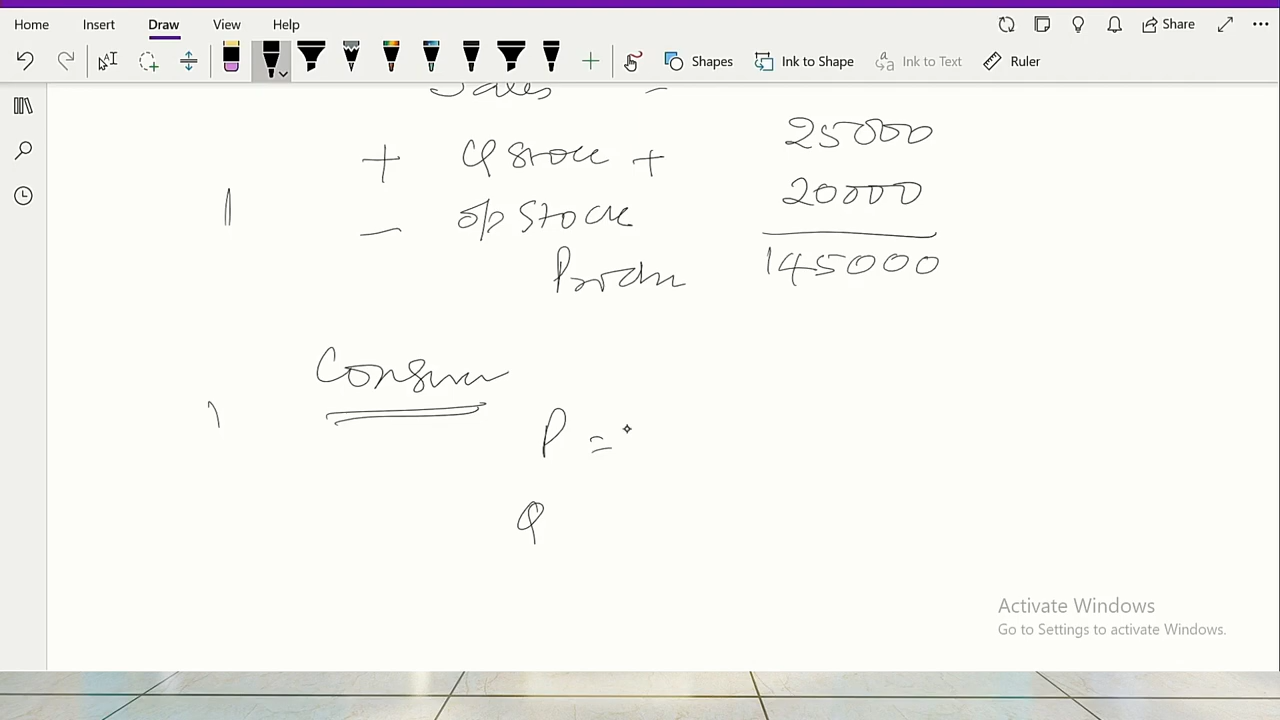 Home Insert Draw View Help Share
Shapes Ink to Shape Ink to Text Ruler
Sales -
25000
+ Cl stock +
20000
- op stock
Produ 145000
Consum
P =
Q
Activate Windows
Go to Settings to activate Windows.